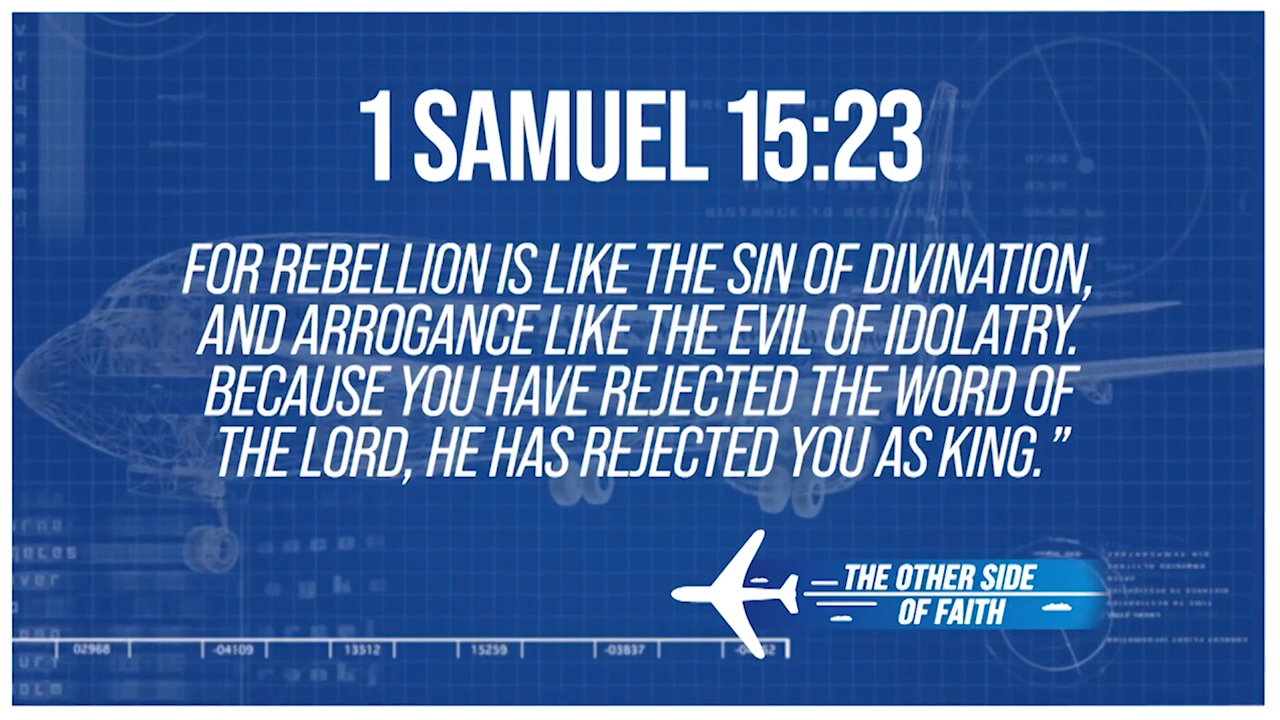 1 SAMUEL 15:23
FOR REBELLION IS LIKE THE SIN OF DIVINATION,
AND ARROGANCE LIKE THE EVIL OF IDOLATRY.
BECAUSE YOU HAVE REJECTED THE WORD OF
THE LORD, HE HAS REJECTED YOU AS KING.”
THE OTHER SIDE
OF FAITH
02968 -04109 13512 15259 -03837